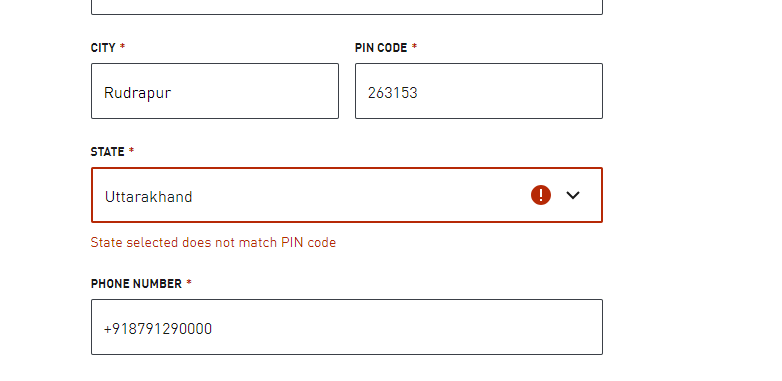 CITY * PIN CODE *
Rudrapur 263153
STATE *
Uttarakhand
State selected does not match PIN code
PHONE NUMBER *
+918791290000